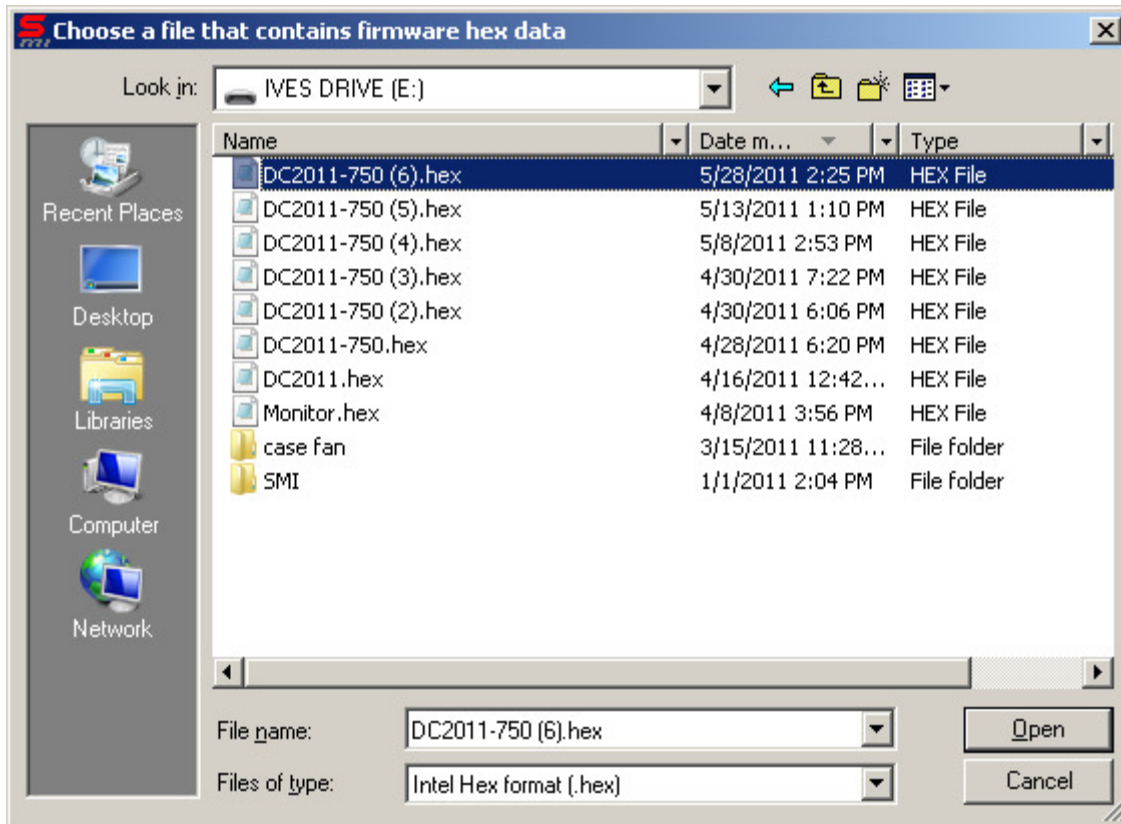 Smi Choose a file that contains firmware hex data
Look in: IVES DRIVE (E:)
Name Date m... Type
DC2011-750 (6).hex 5/28/2011 2:25 PM HEX File
DC2011-750 (5).hex 5/13/2011 1:10 PM HEX File
DC2011-750 (4).hex 5/8/2011 2:53 PM HEX File
DC2011-750 (3).hex 4/30/2011 7:22 PM HEX File
DC2011-750 (2).hex 4/30/2011 6:06 PM HEX File
DC2011-750.hex 4/28/2011 6:20 PM HEX File
DC2011.hex 4/16/2011 12:42... HEX File
Monitor.hex 4/8/2011 3:56 PM HEX File
case fan 3/15/2011 11:28... File folder
SMI 1/1/2011 2:04 PM File folder
Recent Places
Desktop
Libraries
Computer
Network
File name: DC2011-750 (6).hex Open
Files of type: Intel Hex format (.hex) Cancel